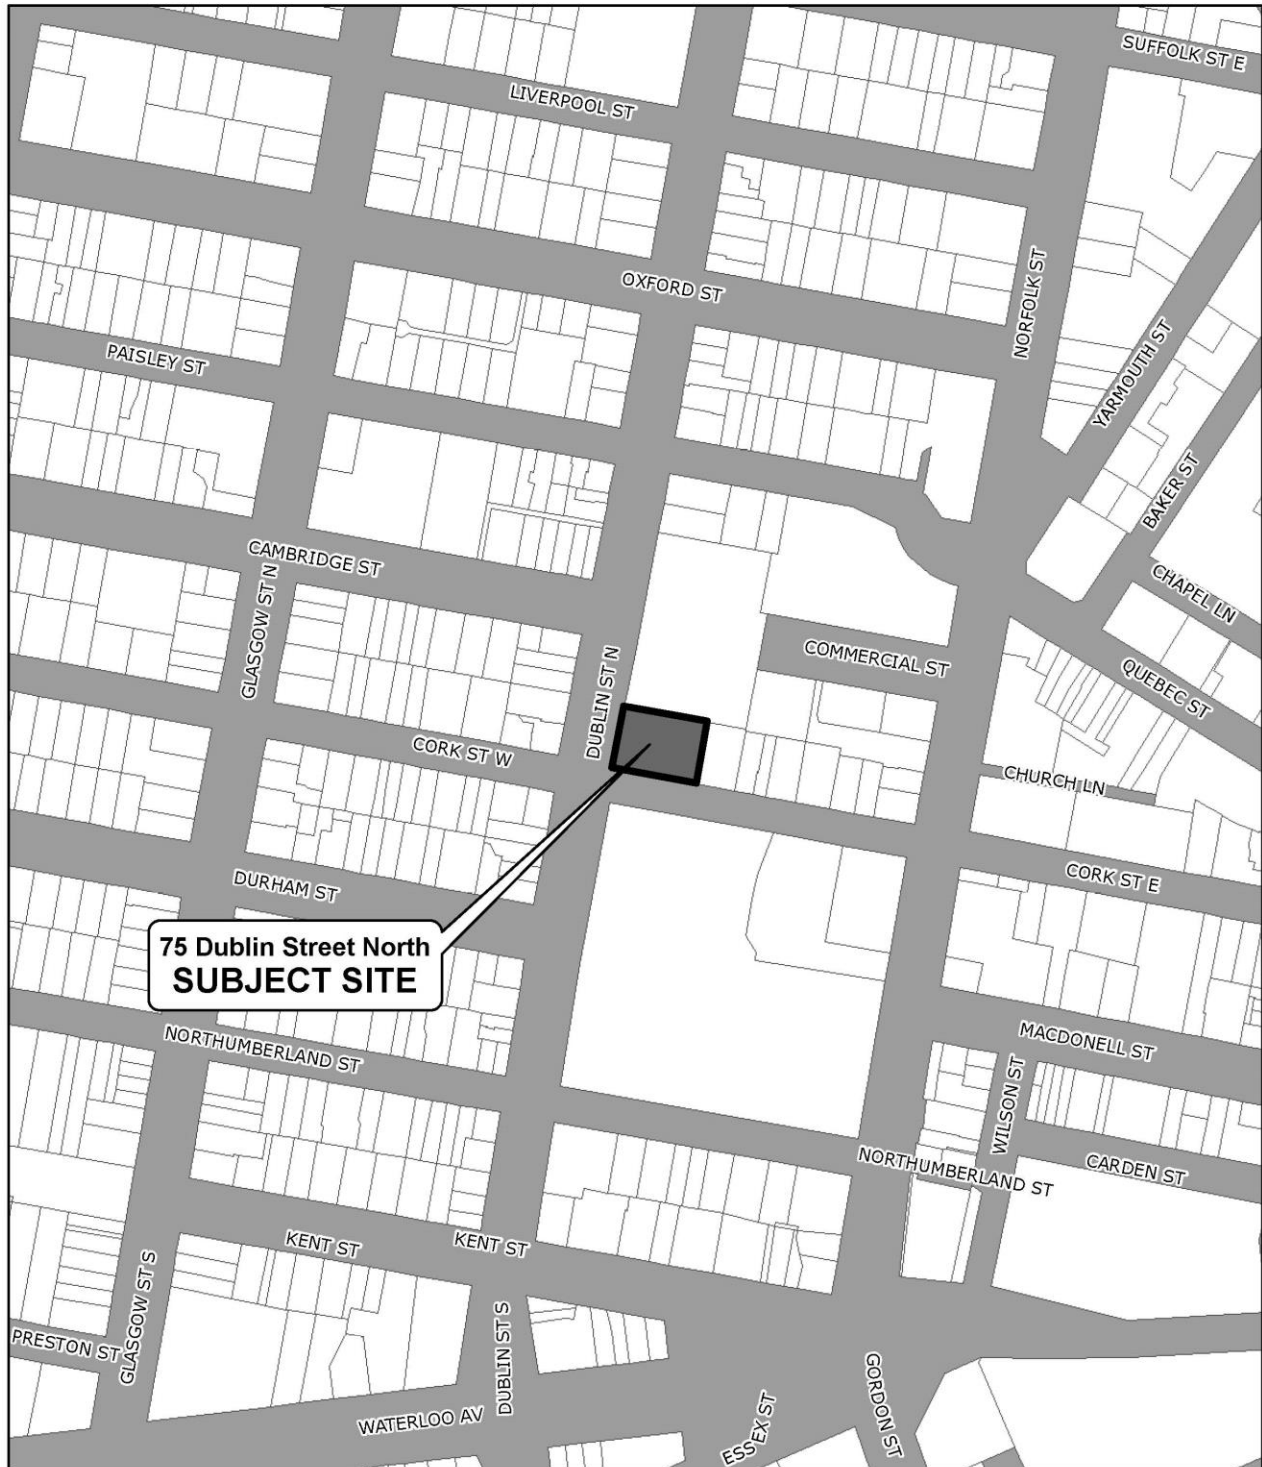 SUFFOLK ST E
LIVERPOOL ST
OXFORD ST
NORFOLK ST
PAISLEY ST
YARMOUTH ST
BAKER ST
CAMBRIDGE ST
GLASGOW ST N
CHAPEL LN
COMMERCIAL ST
DUBLIN ST N
QUEBEC ST
CORK ST W
CHURCH LN
CORK ST E
DURHAM ST
75 Dublin Street North
SUBJECT SITE
NORTHUMBERLAND ST
MACDONELL ST
WILSON ST
NORTHUMBERLAND ST
CARDEN ST
KENT ST
KENT ST
GLASGOW ST S
PRESTON ST
DUBLIN ST S
GORDON ST
WATERLOO AV
ESSEX ST